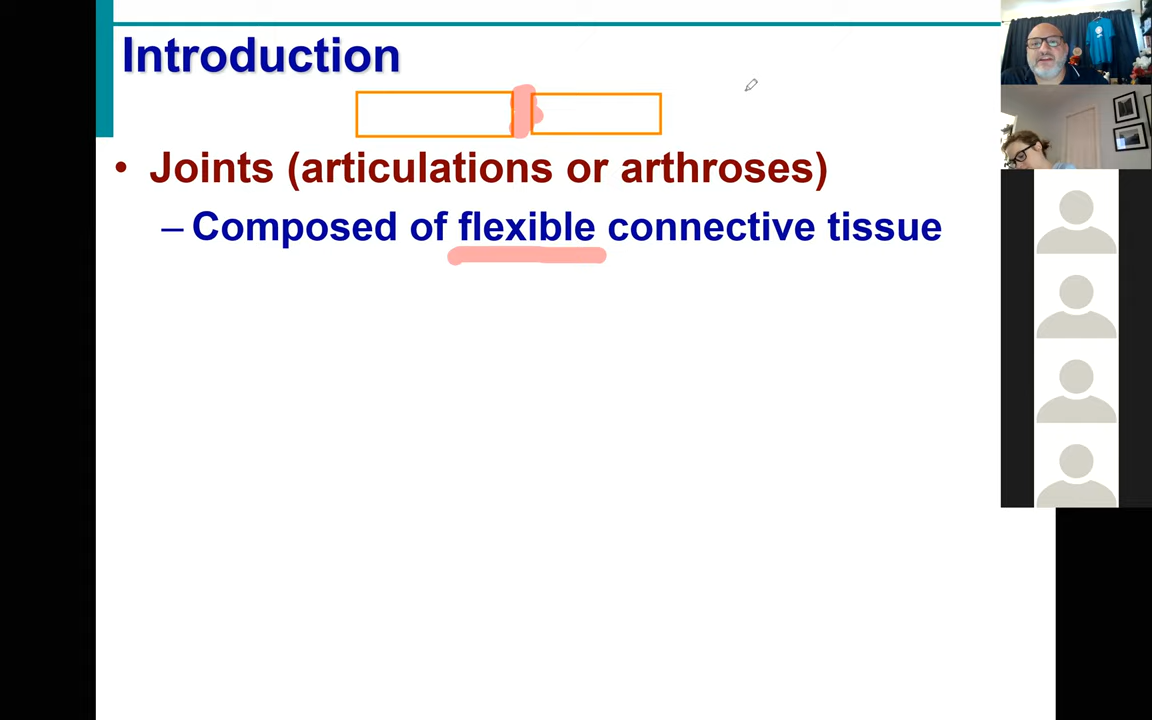 Introduction
• Joints (articulations or arthroses)
– Composed of flexible connective tissue